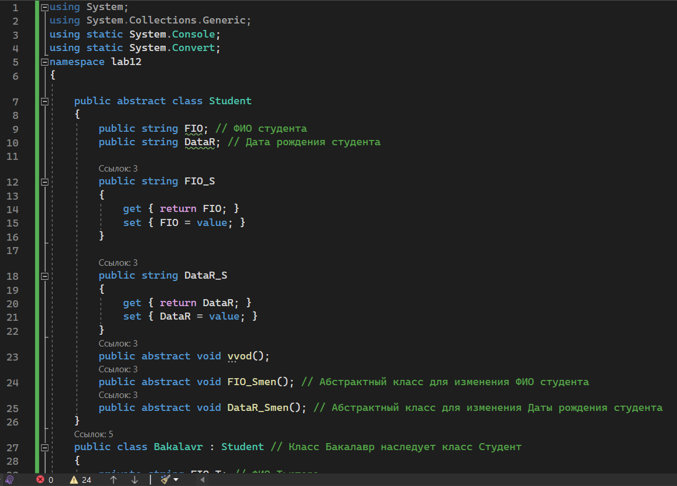 1 using System;
2 using System.Collections.Generic;
3 using static System.Console;
4 using static System.Convert;
5 namespace lab12
6 {
7 public abstract class Student
8 {
9 public string FIO; // ФИО студента
10 public string DataR; // Дата рождения студента
11
Ссылок: 3
12 public string FIO_S
13 {
14 get { return FIO; }
15 set { FIO = value; }
16 }
17
Ссылок: 3
18 public string DataR_S
19 {
20 get { return DataR; }
21 set { DataR = value; }
22 }
Ссылок: 3
23 public abstract void vvod();
Ссылок: 3
24 public abstract void FIO_Smen(); // Абстрактный класс для изменения ФИО студента
Ссылок: 3
25 public abstract void DataR_Smen(); // Абстрактный класс для изменения Даты рождения студента
26 }
Ссылок: 5
27 public class Bakalavr : Student // Класс Бакалавр наследует класс Студент
28 {
0 24